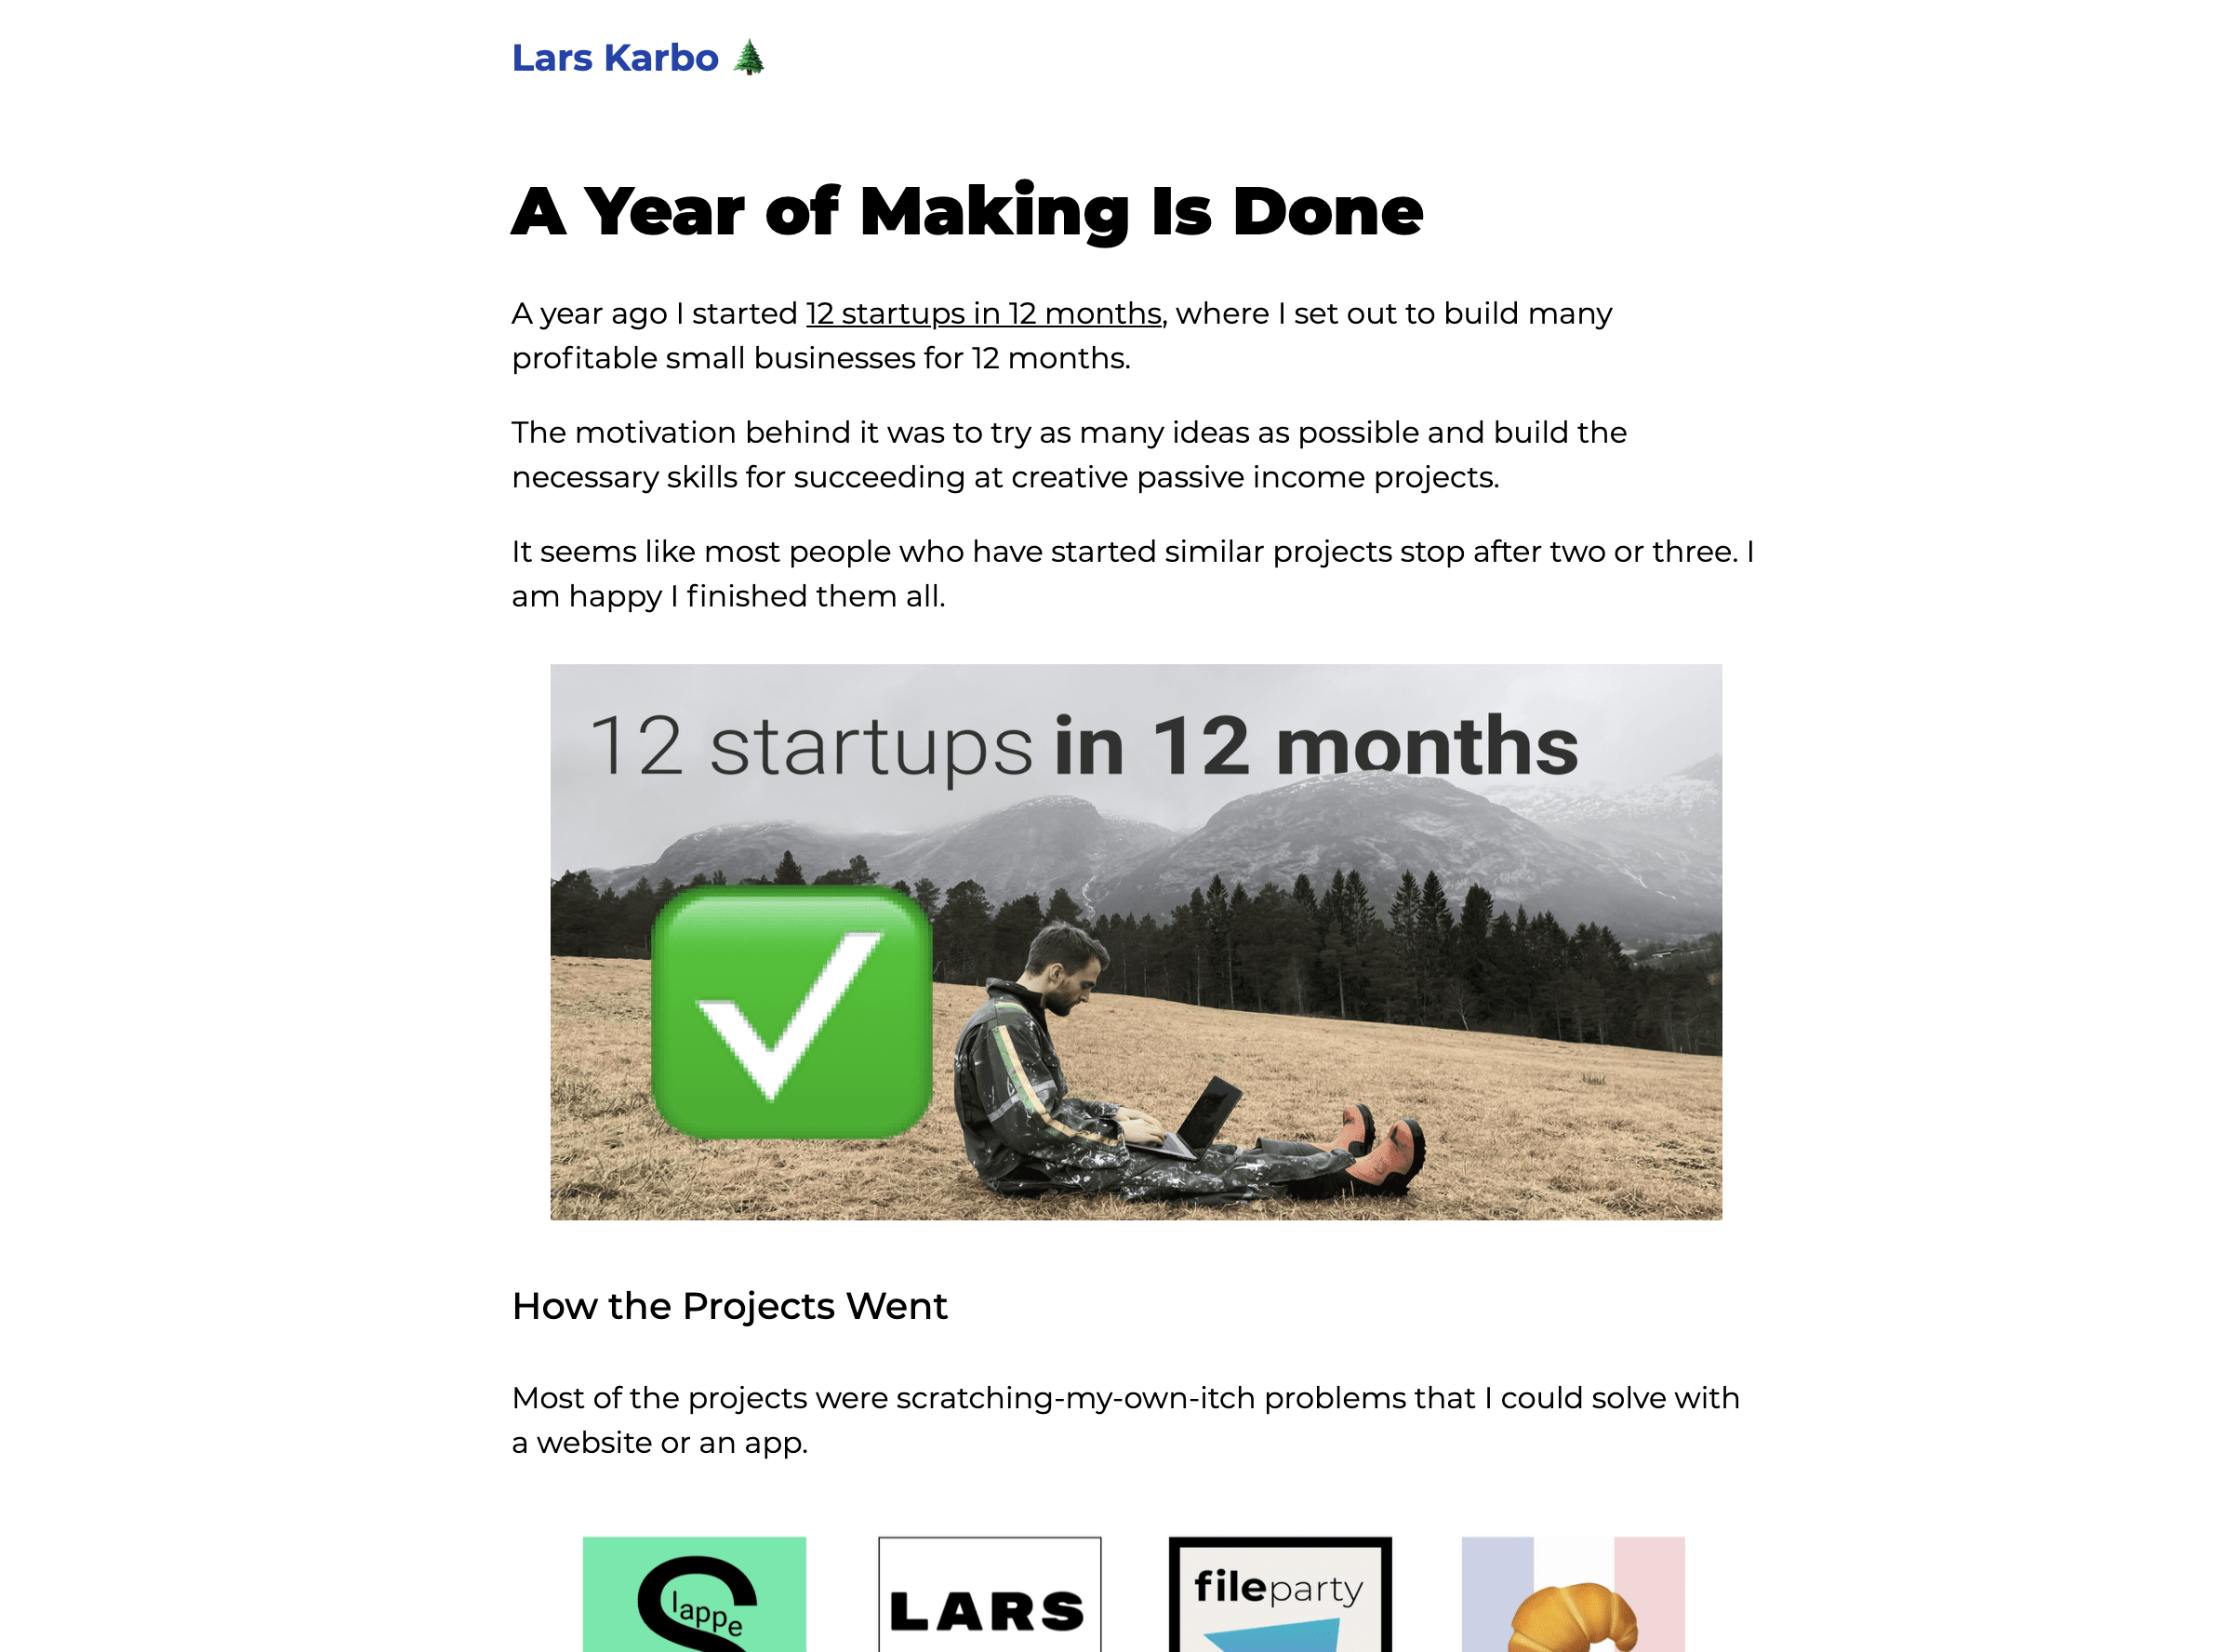 Lars Karbo
A Year of Making Is Done
A year ago I started 12 startups in 12 months, where I set out to build many
profitable small businesses for 12 months.
The motivation behind it was to try as many ideas as possible and build the
necessary skills for succeeding at creative passive income projects.
It seems like most people who have started similar projects stop after two or three. I
am happy I finished them all.
12 startups in 12 months
How the Projects Went
Most of the projects were scratching-my-own-itch problems that I could solve with
a website or an app.
Slappe
LARS
fileparty